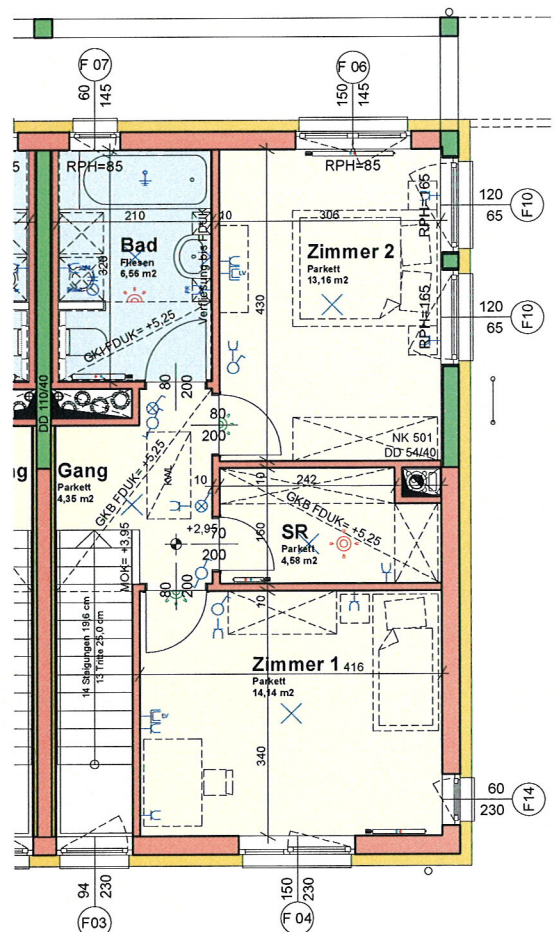 F 07
60
145
F 06
150
145
RPH=85
RPH=85
210
10
306
Bad
Fliesen
6,56 m2
328
Vertiefung bis FDUK
GKI FDUK= +5,25
430
Zimmer 2
Parkett
13,16 m2
RPH=165
120
65
F10
RPH=165
120
65
F10
DD 110/40
80
200
80
200
NK 501
DD 54/40
g
Gang
Parkett
4,35 m2
GKB FDUK= +5,25
KWL
10
10
242
GKB FDUK= +5,25
+2,95
MOK= +3,95
70
200
160
SR
Parkett
4,58 m2
80
200
10
14 Steigungen 19,6 cm
13 Tritte 25,0 cm
Zimmer 1
416
Parkett
14,14 m2
340
60
230
F14
94
230
F03
150
230
F 04